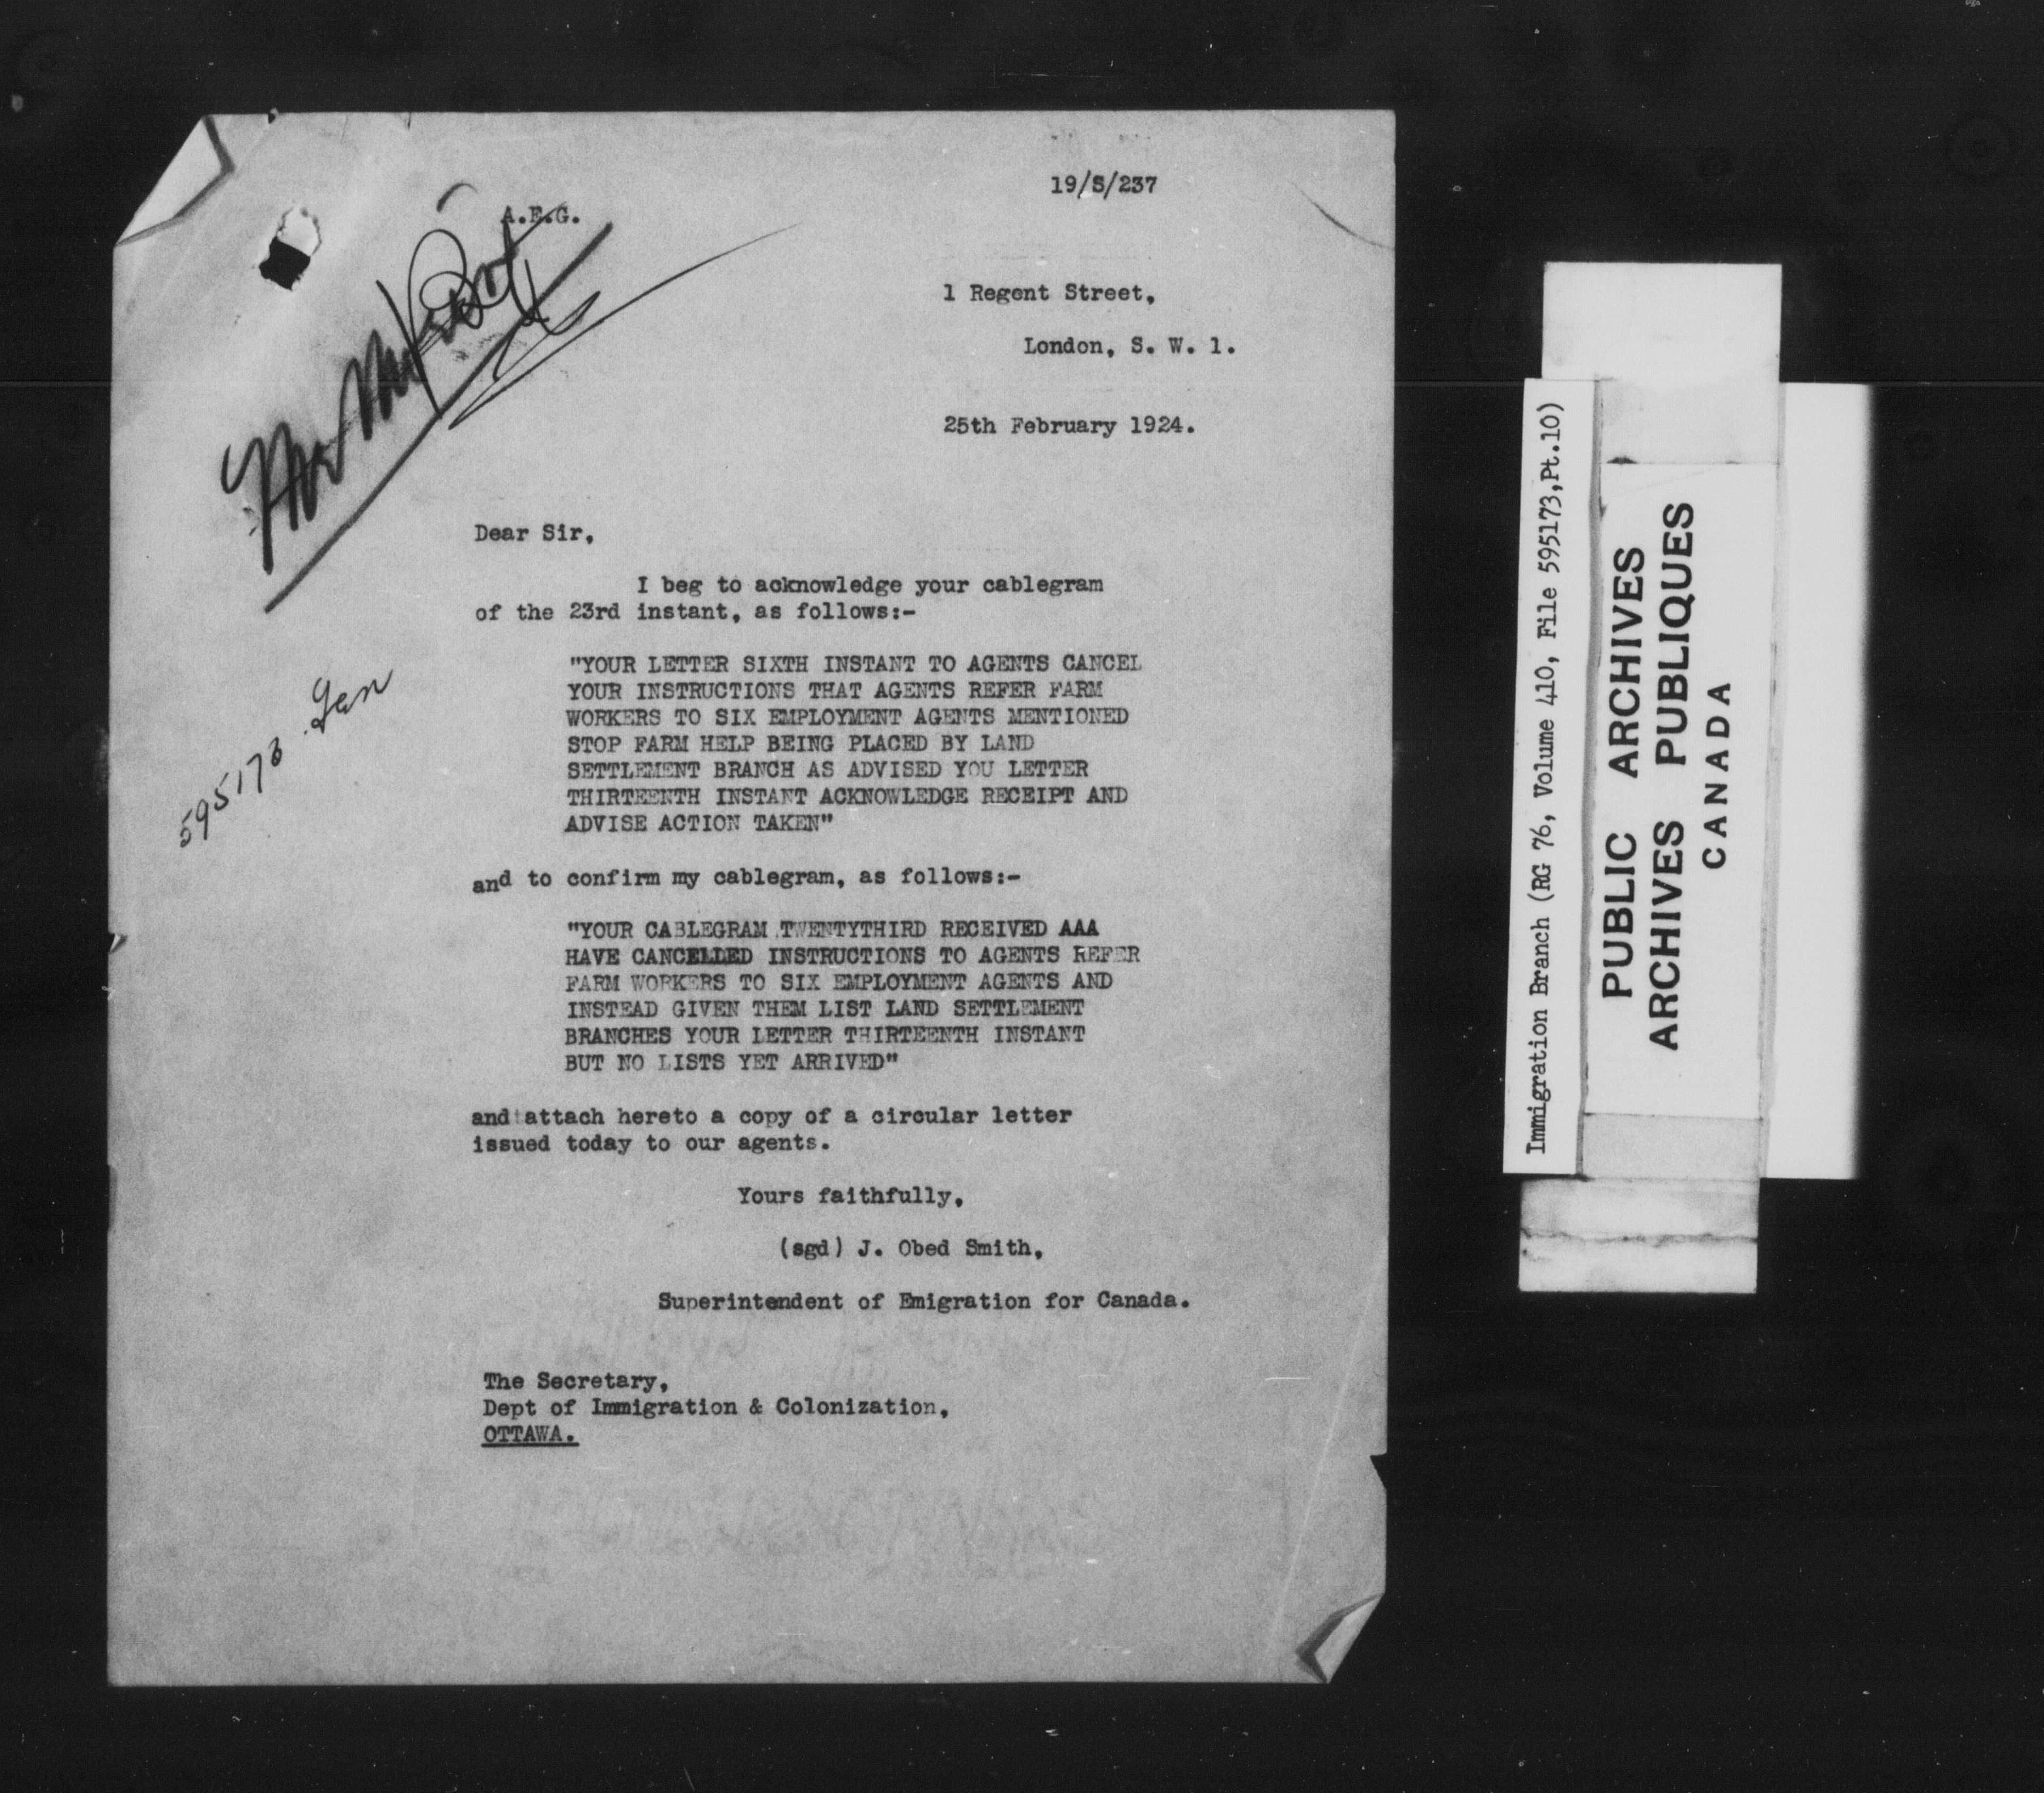 19/S/237
A.E.G.
1 Regent Street,
London, S. W. 1.
25th February 1924.
595173 Gen
Dear Sir,
I beg to acknowledge your cablegram
of the 23rd instant, as follows:-
"YOUR LETTER SIXTH INSTANT TO AGENTS CANCEL
YOUR INSTRUCTIONS THAT AGENTS REFER FARM
WORKERS TO SIX EMPLOYMENT AGENTS MENTIONED
STOP FARM HELP BEING PLACED BY LAND
SETTLEMENT BRANCH AS ADVISED YOU LETTER
THIRTEENTH INSTANT ACKNOWLEDGE RECEIPT AND
ADVISE ACTION TAKEN"
and to confirm my cablegram, as follows:-
"YOUR CABLEGRAM TWENTYTHIRD RECEIVED AAA
HAVE CANCELLED INSTRUCTIONS TO AGENTS REFER
FARM WORKERS TO SIX EMPLOYMENT AGENTS AND
INSTEAD GIVEN THEM LIST LAND SETTLEMENT
BRANCHES YOUR LETTER THIRTEENTH INSTANT
BUT NO LISTS YET ARRIVED"
and attach hereto a copy of a circular letter
issued today to our agents.
Yours faithfully,
(sgd) J. Obed Smith,
Superintendent of Emigration for Canada.
The Secretary,
Dept of Immigration & Colonization,
OTTAWA.
Immigration Branch (RG 76, Volume 410, File 595173,Pt.10)
PUBLIC ARCHIVES
ARCHIVES PUBLIQUES
CANADA